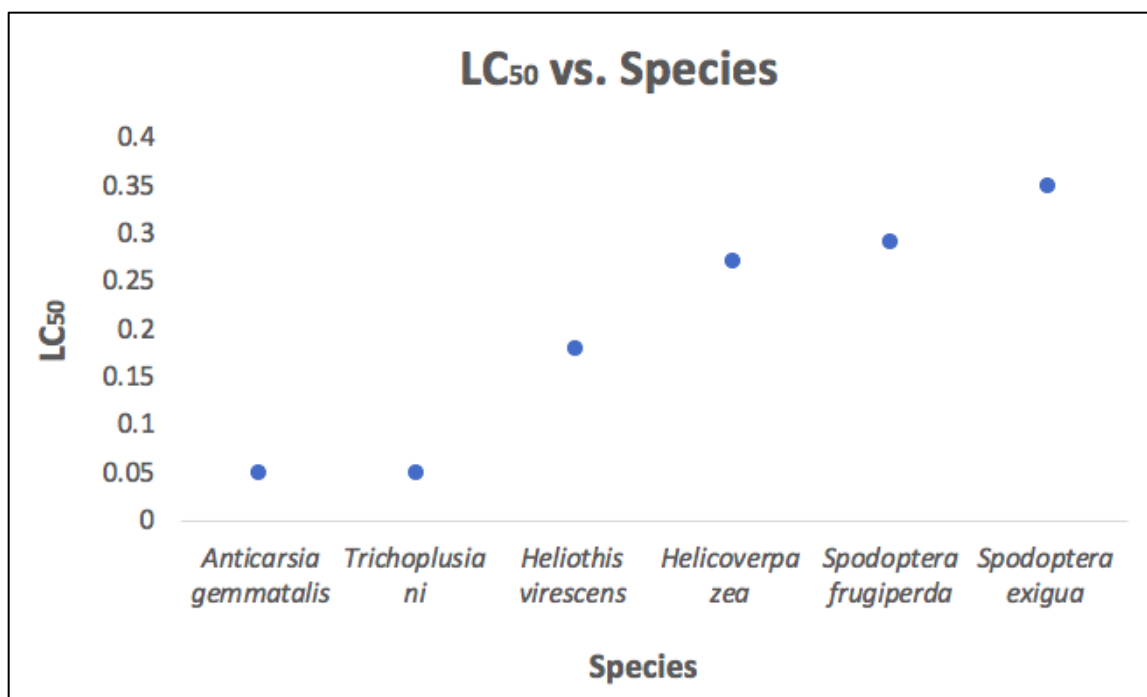 LC50 vs. Species
0.4
0.35
0.3
0.25
0.2
0.15
0.1
0.05
0
LC50
Anticarsia gemmatalis
Trichoplusia ni
Heliothis virescens
Helicoverpa zea
Spodoptera frugiperda
Spodoptera exigua
Species